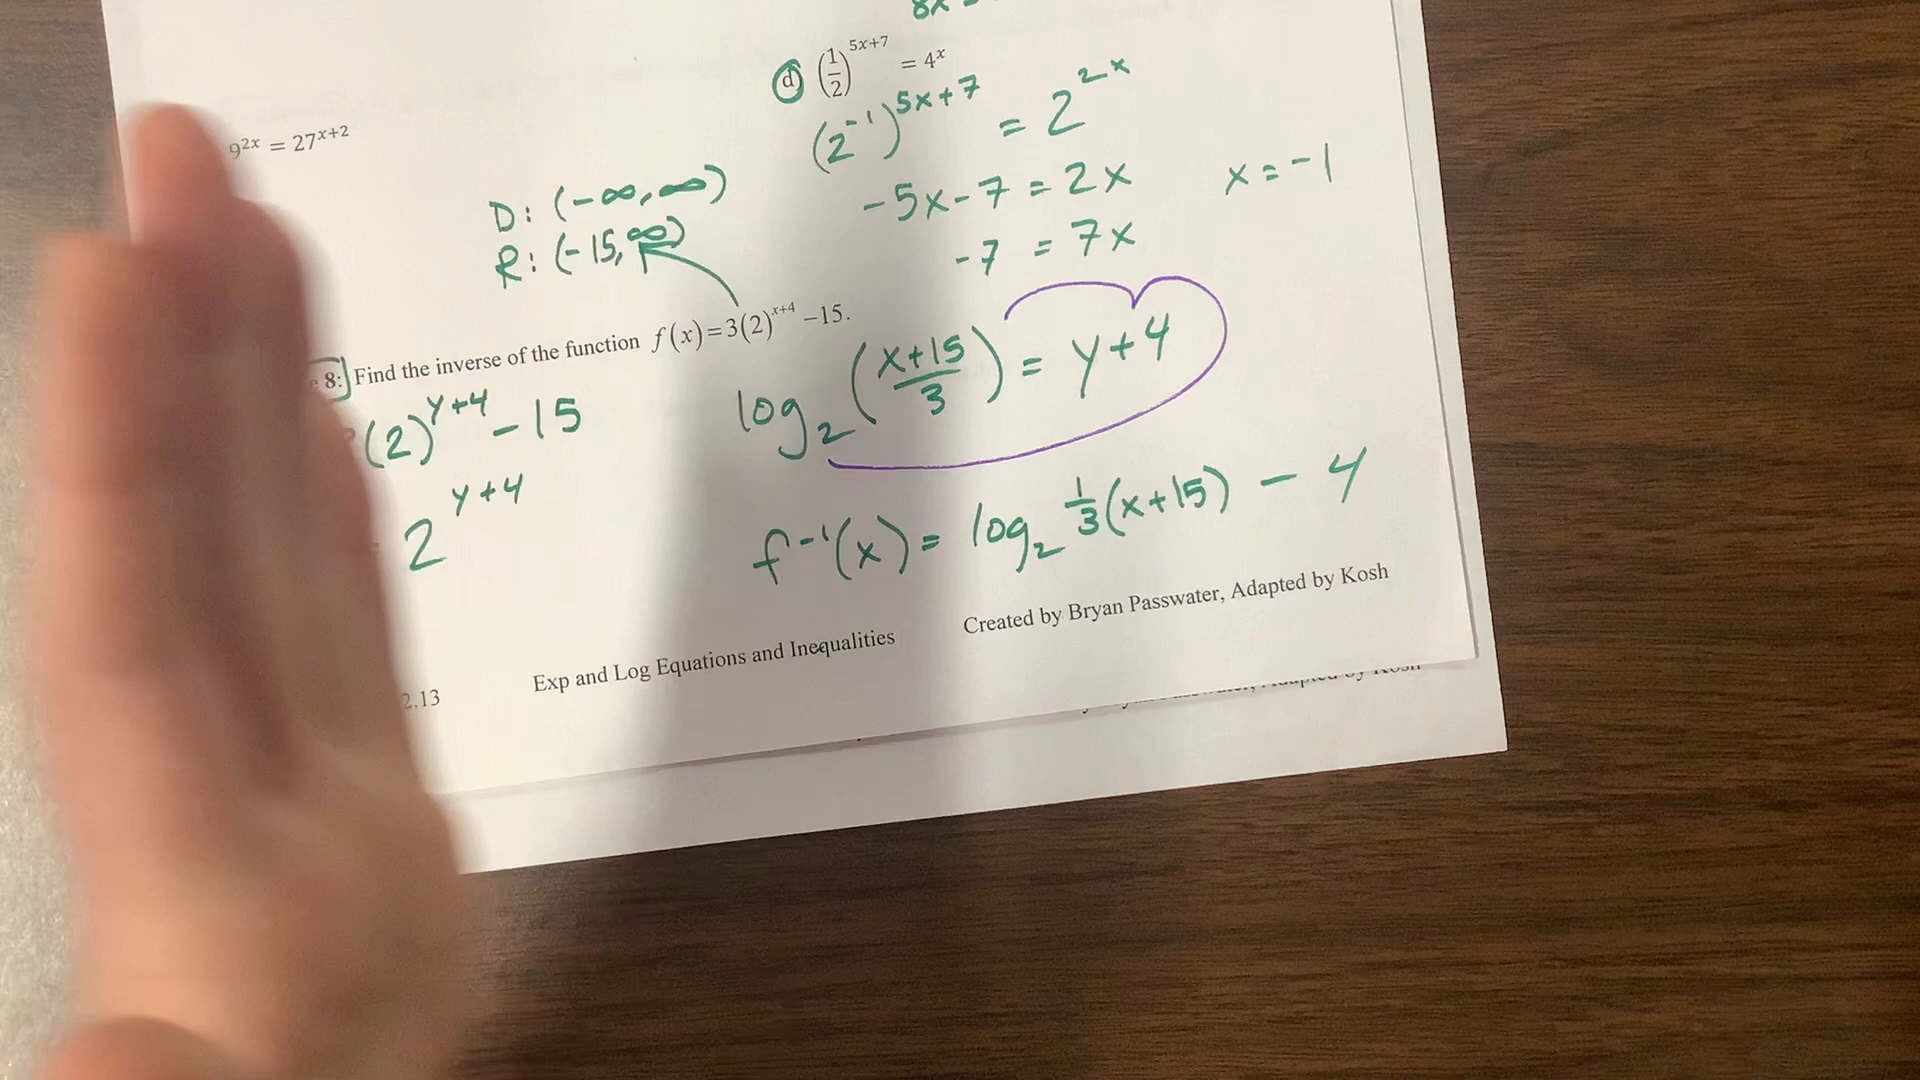 8x
d) (1/2)^(5x+7) = 4^x
(2^-1)^(5x+7) = 2^(2x)
9^(2x) = 27^(x+2)
-5x-7 = 2x
x = -1
-7 = 7x
D: (-∞,∞)
R: (-15,∞)
8: Find the inverse of the function f(x)=3(2)^(x+4) -15.
(2)^(y+4) - 15
2^(y+4)
log₂ ((x+15)/3) = y+4
f⁻¹(x) = log₂ 1/3(x+15) - 4
2.13 Exp and Log Equations and Inequalities Created by Bryan Passwater, Adapted by Kosh